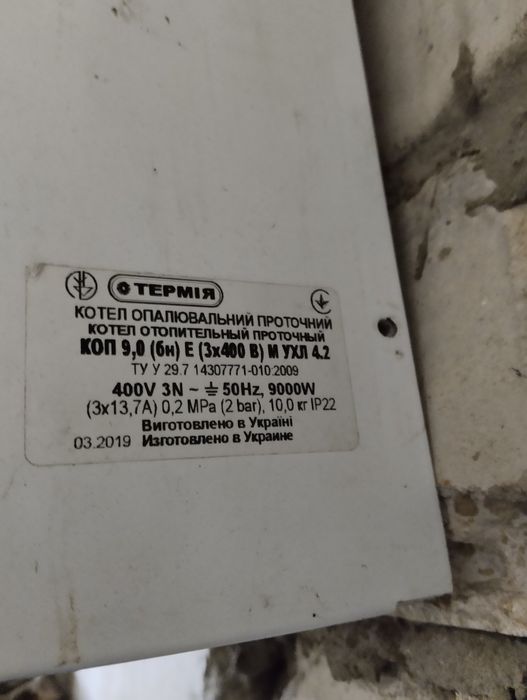 ТЕРМІЯ
КОТЕЛ ОПАЛЮВАЛЬНИЙ ПРОТОЧНИЙ
КОТЕЛ ОТОПИТЕЛЬНЫЙ ПРОТОЧНЫЙ
КОП 9,0 (бн) Е (3х400 В) М УХЛ 4.2
ТУ У 29.7 14307771-010:2009
400V 3N ~ ⏚ 50Hz, 9000W
(3x13,7A) 0,2 MPa (2 bar), 10,0 кг IP22
Виготовлено в Україні
03.2019 Изготовлено в Украине